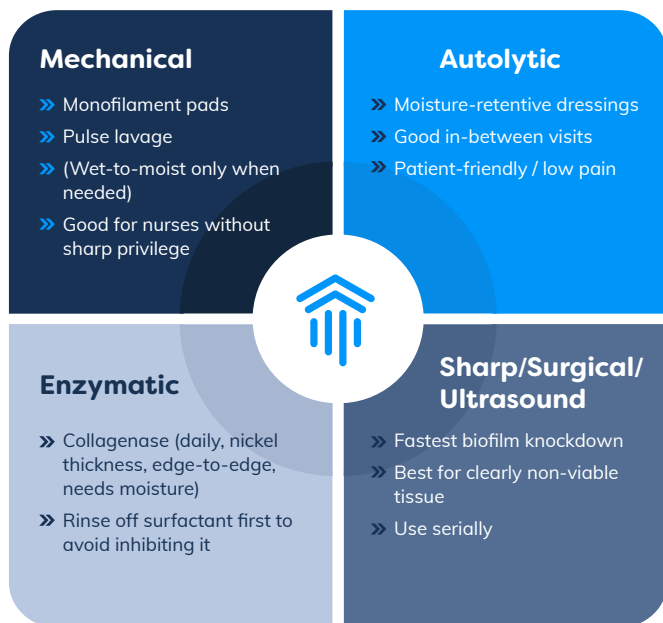 Mechanical
Monofilament pads
Pulse lavage
(Wet-to-moist only when
needed)
Good for nurses without
sharp privilege
Autolytic
Moisture-retentive dressings
Good in-between visits
Patient-friendly / low pain
Enzymatic
Collagenase (daily, nickel
thickness, edge-to-edge,
needs moisture)
Rinse off surfactant first to
avoid inhibiting it
Sharp/Surgical/
Ultrasound
Fastest biofilm knockdown
Best for clearly non-viable
tissue
Use serially